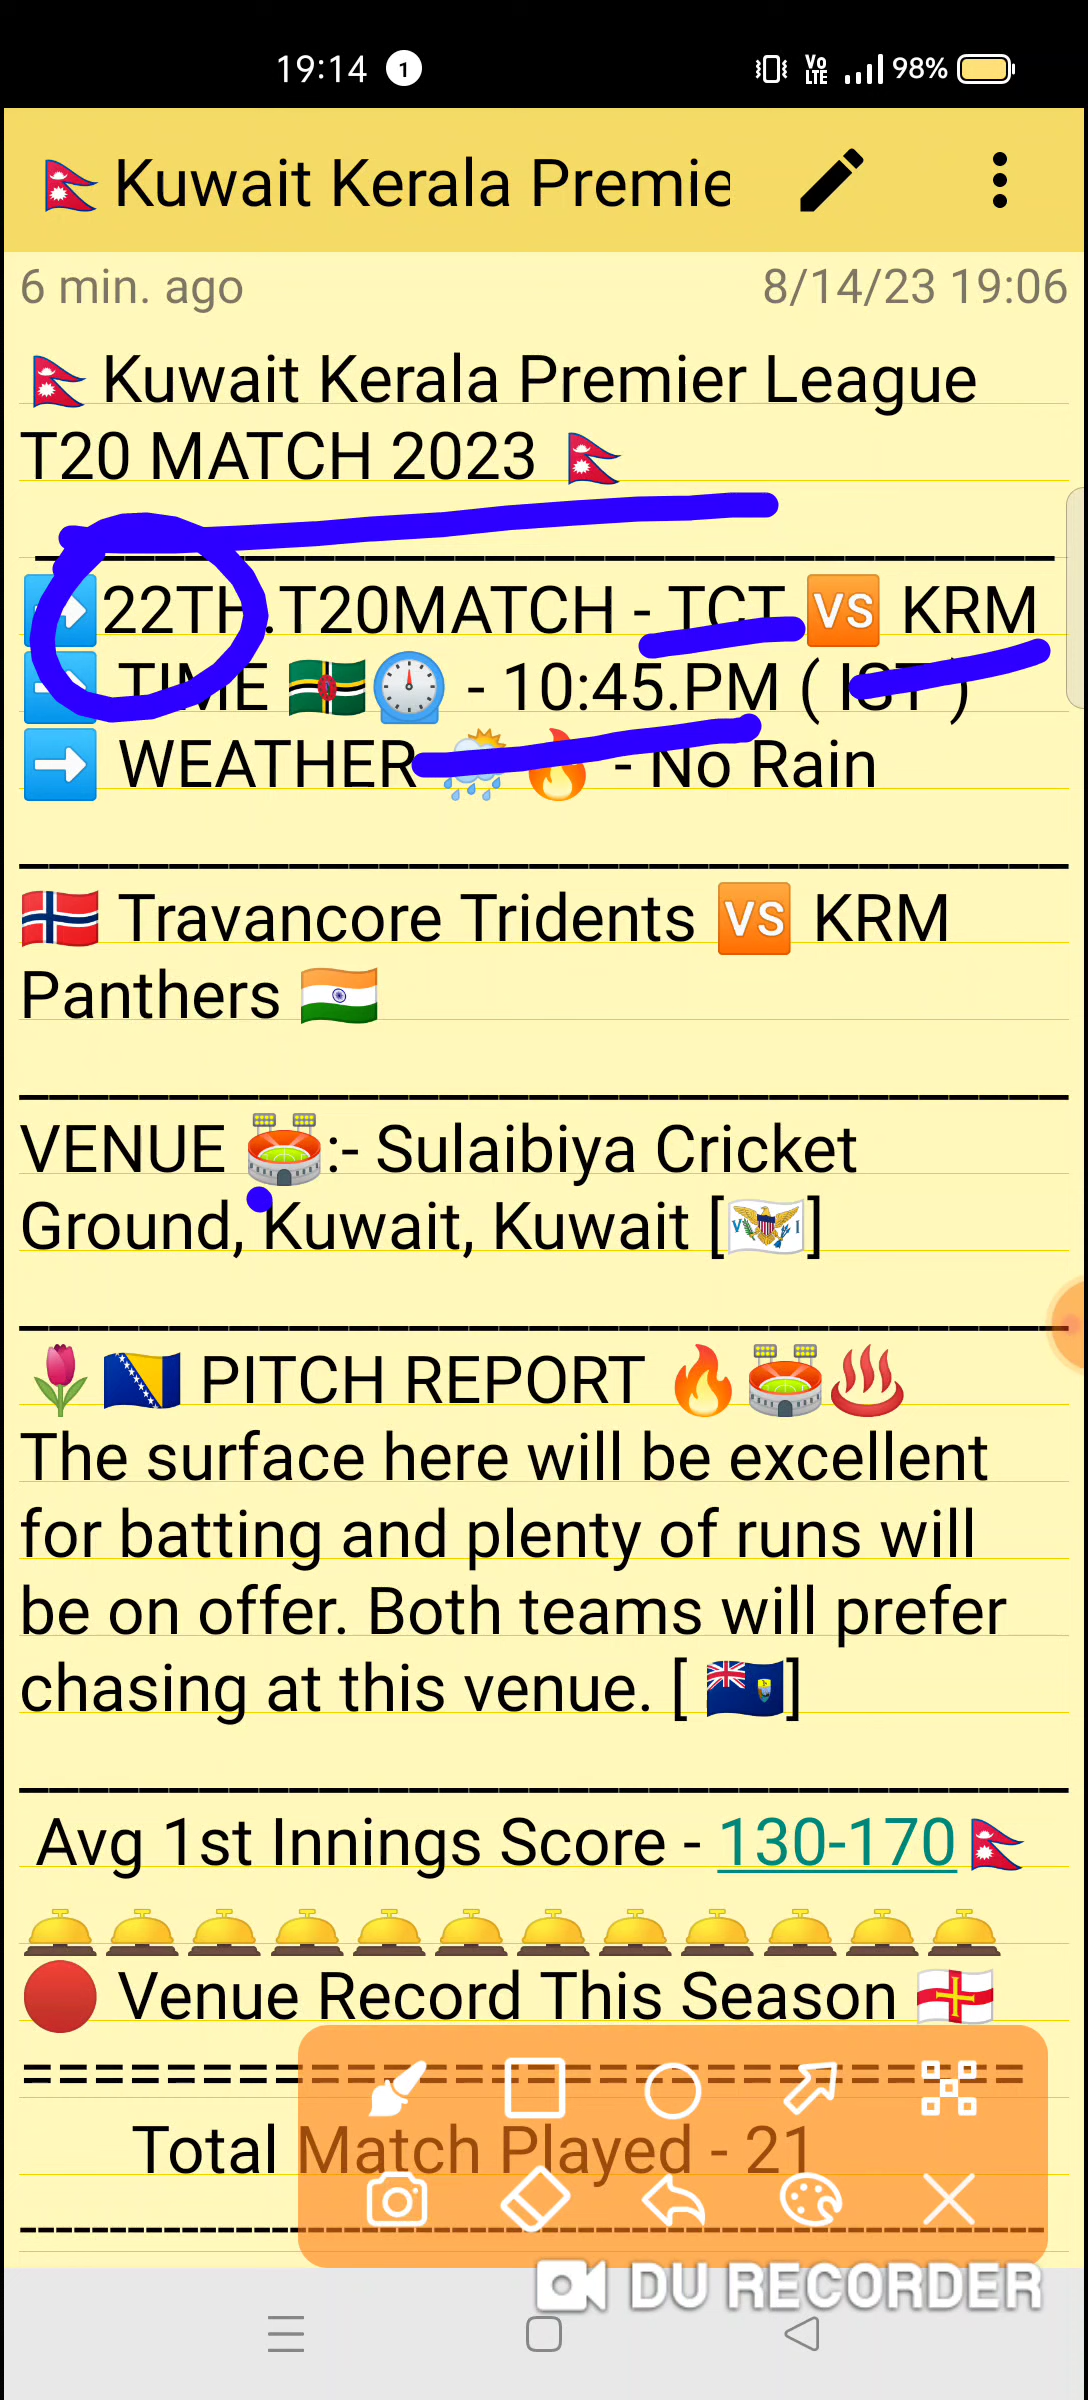 19:14 1 Vo LTE 98%
Kuwait Kerala Premie
6 min. ago 8/14/23 19:06
Kuwait Kerala Premier League
T20 MATCH 2023
22TH.T20MATCH - TCT VS KRM
TIME - 10:45.PM ( IST )
WEATHER - No Rain
Travancore Tridents VS KRM
Panthers
VENUE :- Sulaibiya Cricket
Ground, Kuwait, Kuwait [ ]
PITCH REPORT
The surface here will be excellent
for batting and plenty of runs will
be on offer. Both teams will prefer
chasing at this venue. [ ]
Avg 1st Innings Score - 130-170
Venue Record This Season
============================
Total Match Played - 21
DU RECORDER